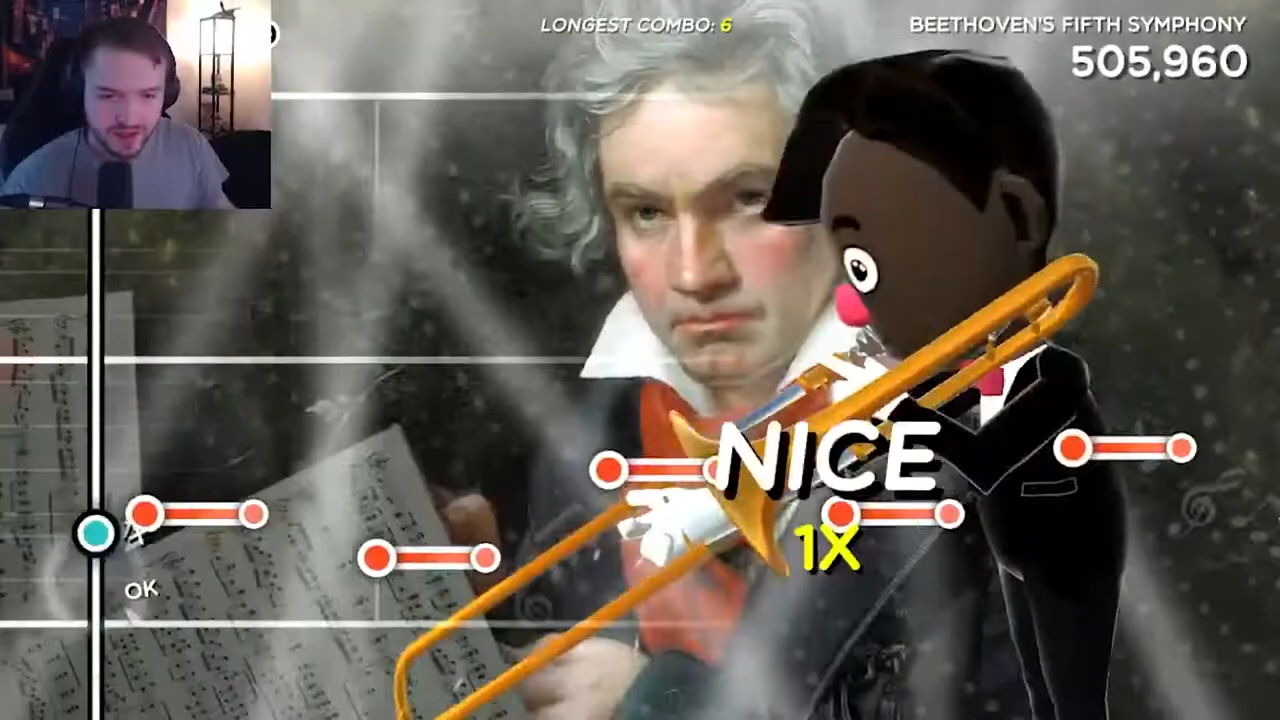 LONGEST COMBO: 6
BEETHOVEN'S FIFTH SYMPHONY
505,960
NICE
1X
OK